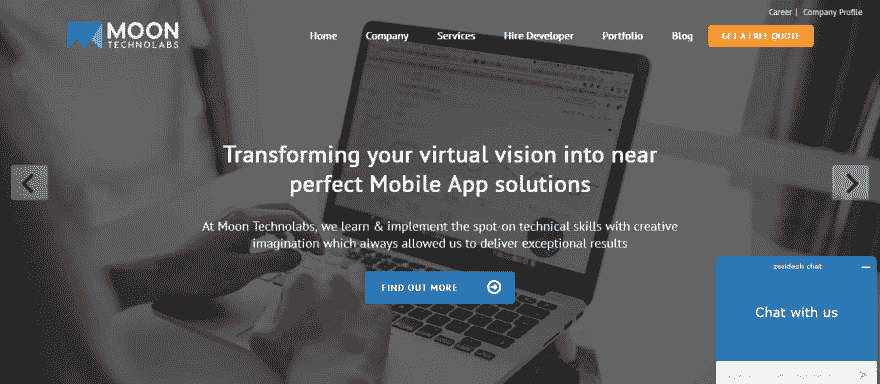 Career | Company Profile
MOON
TECHNOLABS
Home Company Services Hire Developer Portfolio Blog GET A FREE QUOTE
Transforming your virtual vision into near
perfect Mobile App solutions
At Moon Technolabs, we learn & implement the spot-on technical skills with creative
imagination which always allowed us to deliver exceptional results
FIND OUT MORE
zendesk chat
Chat with us